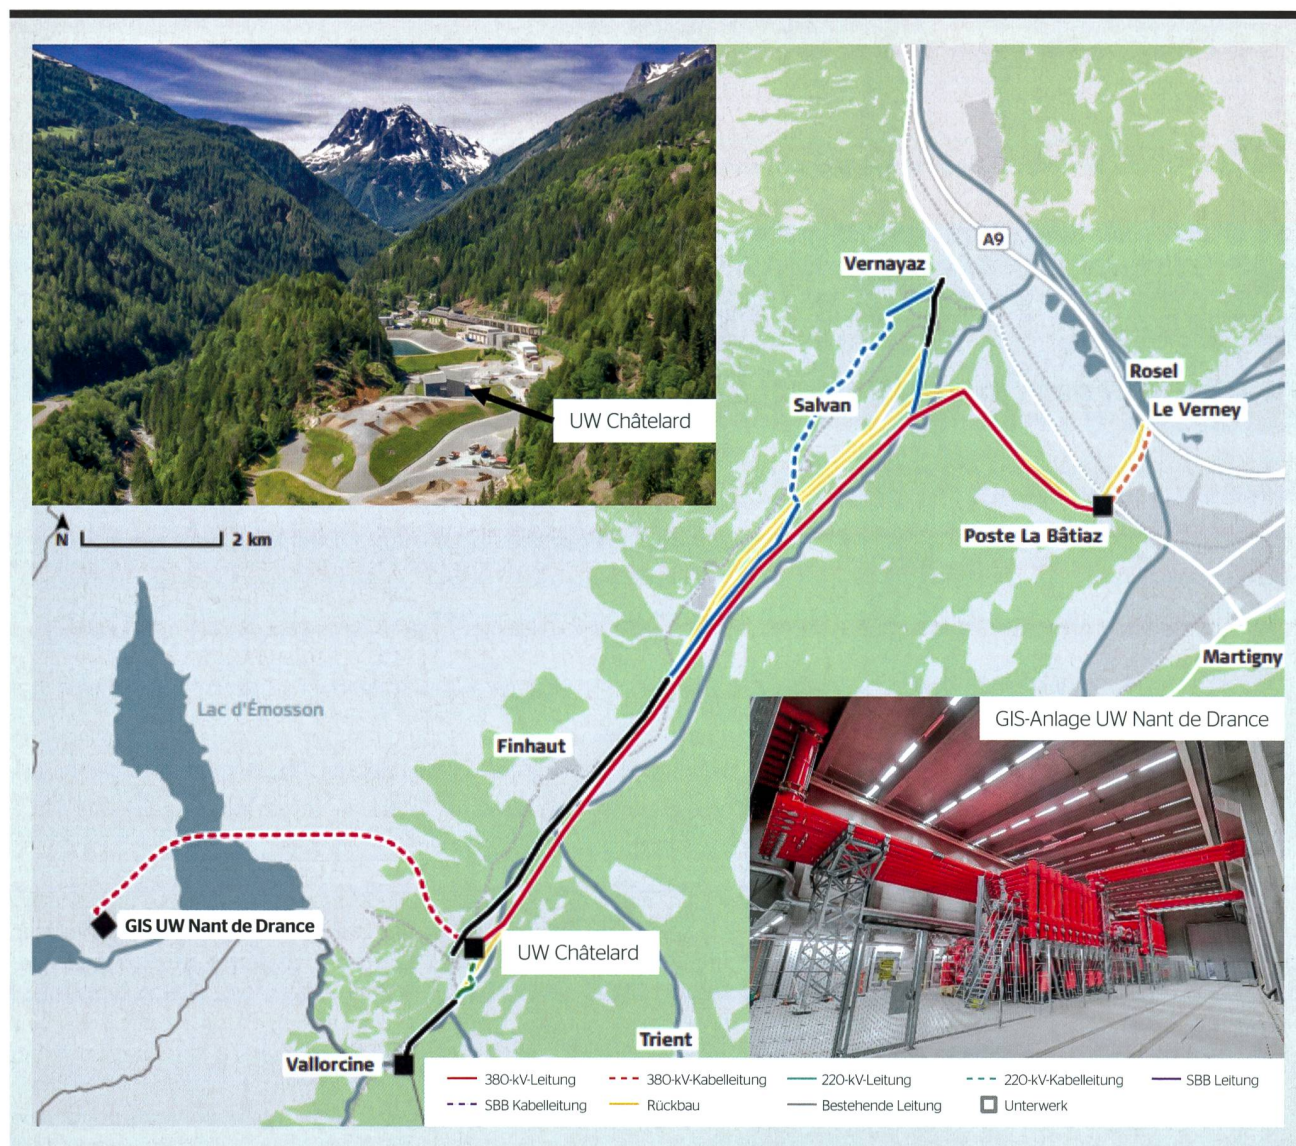 UW Châtelard
A9
Vernayaz
Rosel
Salvan
Le Verney
Poste La Bâtiaz
N
2 km
Martigny
Lac d'Émosson
GIS-Anlage UW Nant de Drance
Finhaut
GIS UW Nant de Drance
UW Châtelard
Trient
Vallorcine
380-kV-Leitung
380-kV-Kabelleitung
220-kV-Leitung
220-kV-Kabelleitung
SBB Leitung
SBB Kabelleitung
Rückbau
Bestehende Leitung
Unterwerk